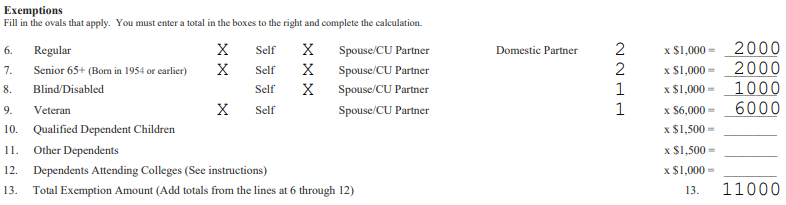 Exemptions
Fill in the ovals that apply. You must enter a total in the boxes to the right and complete the calculation.
6. Regular X Self X Spouse/CU Partner Domestic Partner 2 x $1,000 = 2000
7. Senior 65+ (Born in 1954 or earlier) X Self X Spouse/CU Partner 2 x $1,000 = 2000
8. Blind/Disabled Self X Spouse/CU Partner 1 x $1,000 = 1000
9. Veteran X Self Spouse/CU Partner 1 x $6,000 = 6000
10. Qualified Dependent Children x $1,500 =
11. Other Dependents x $1,500 =
12. Dependents Attending Colleges (See instructions) x $1,000 =
13. Total Exemption Amount (Add totals from the lines at 6 through 12) 13. 11000